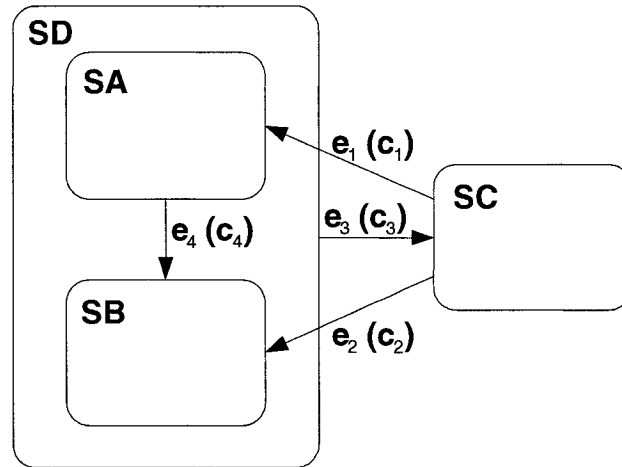 SD
SA
e₁ (c₁)
SC
e₄ (c₄)
e₃ (c₃)
SB
e₂ (c₂)